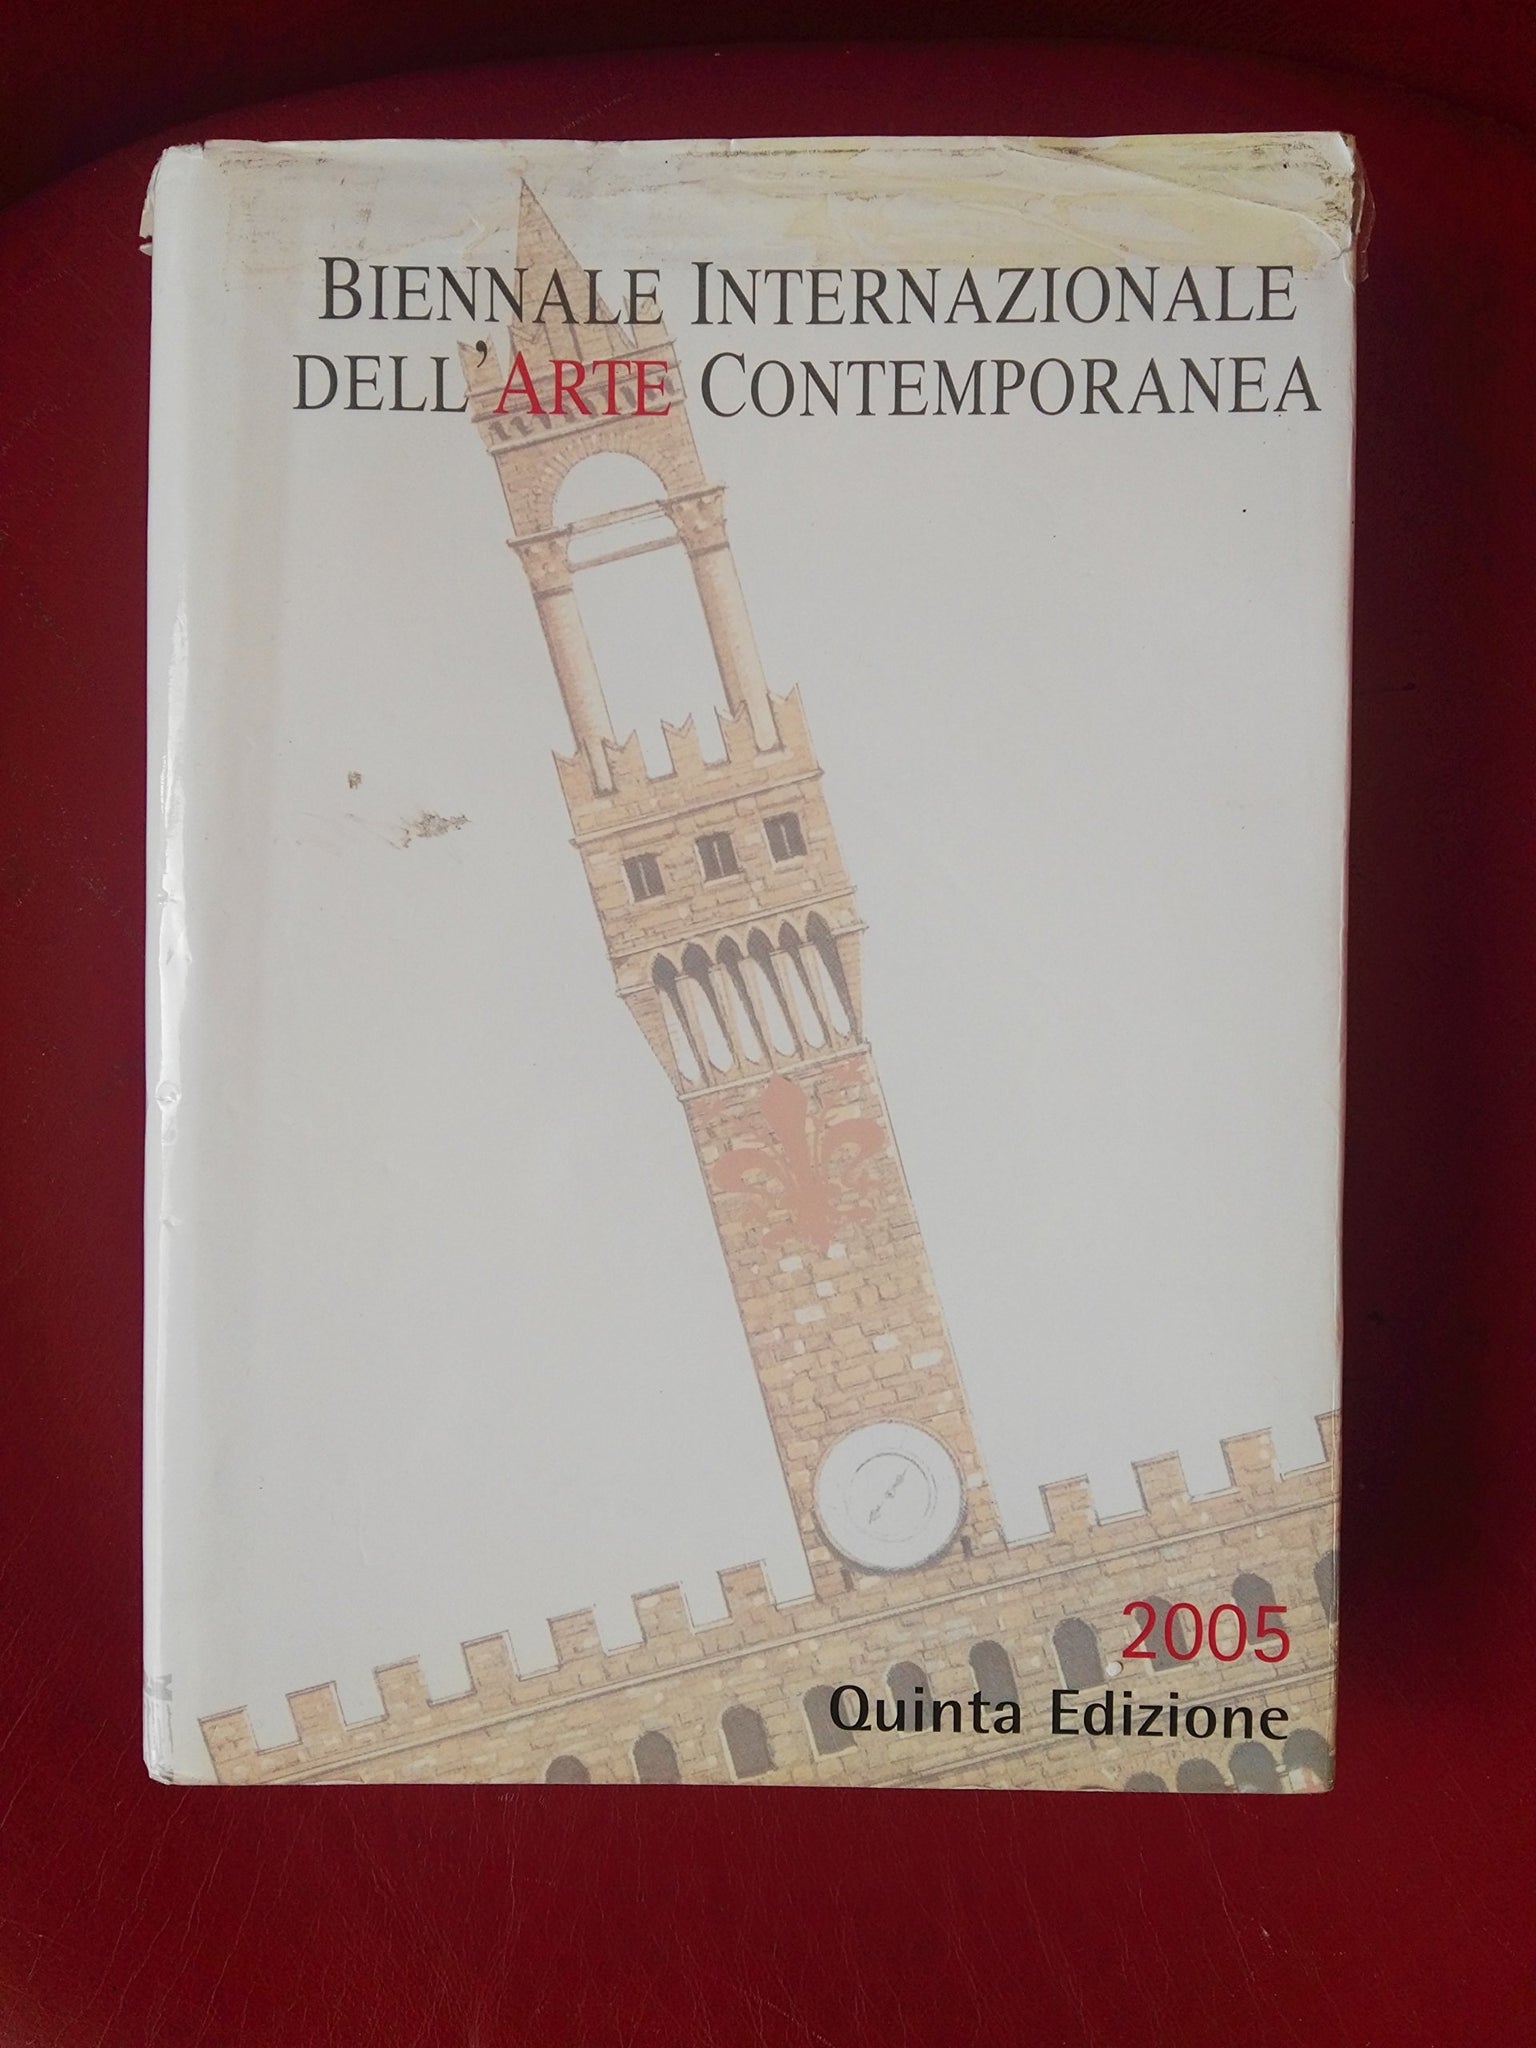 BIENNALE INTERNAZIONALE
DELL'ARTE CONTEMPORANEA
2005
Quinta Edizione